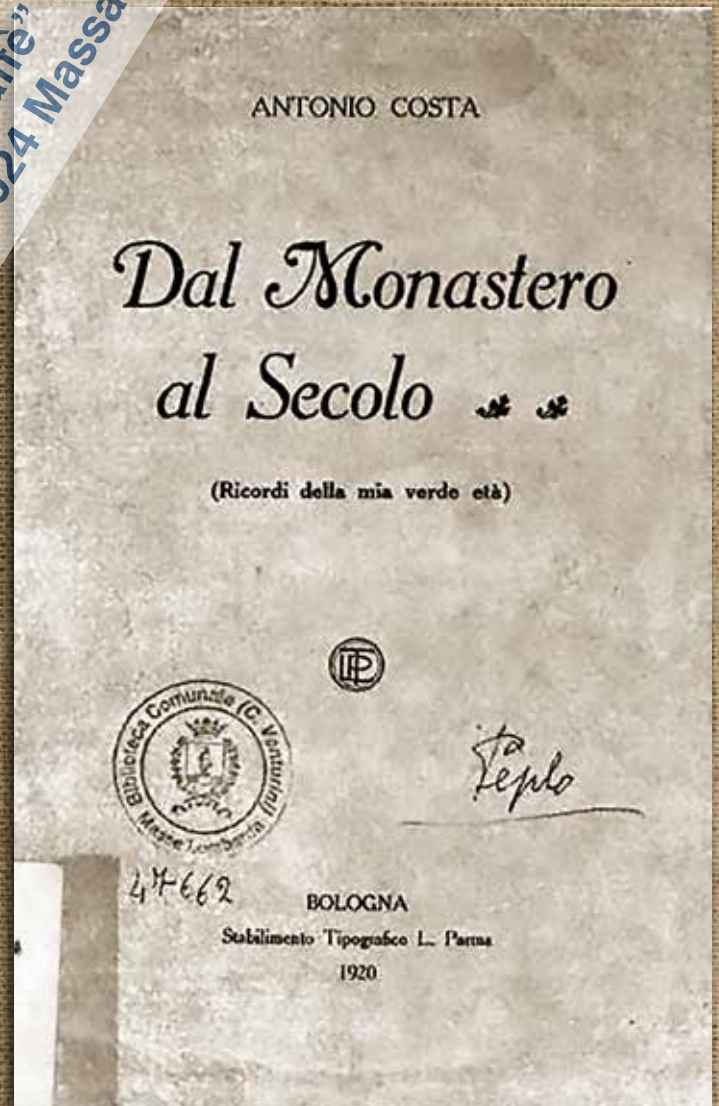 ANTONIO COSTA
Dal Monastero
al Secolo
(Ricordi della mia verde età)
Biblioteca Comunale (C. Venturini)
Massa Lombarda
Peplo
47662
BOLOGNA
Stabilimento Tipografico L. Parma
1920